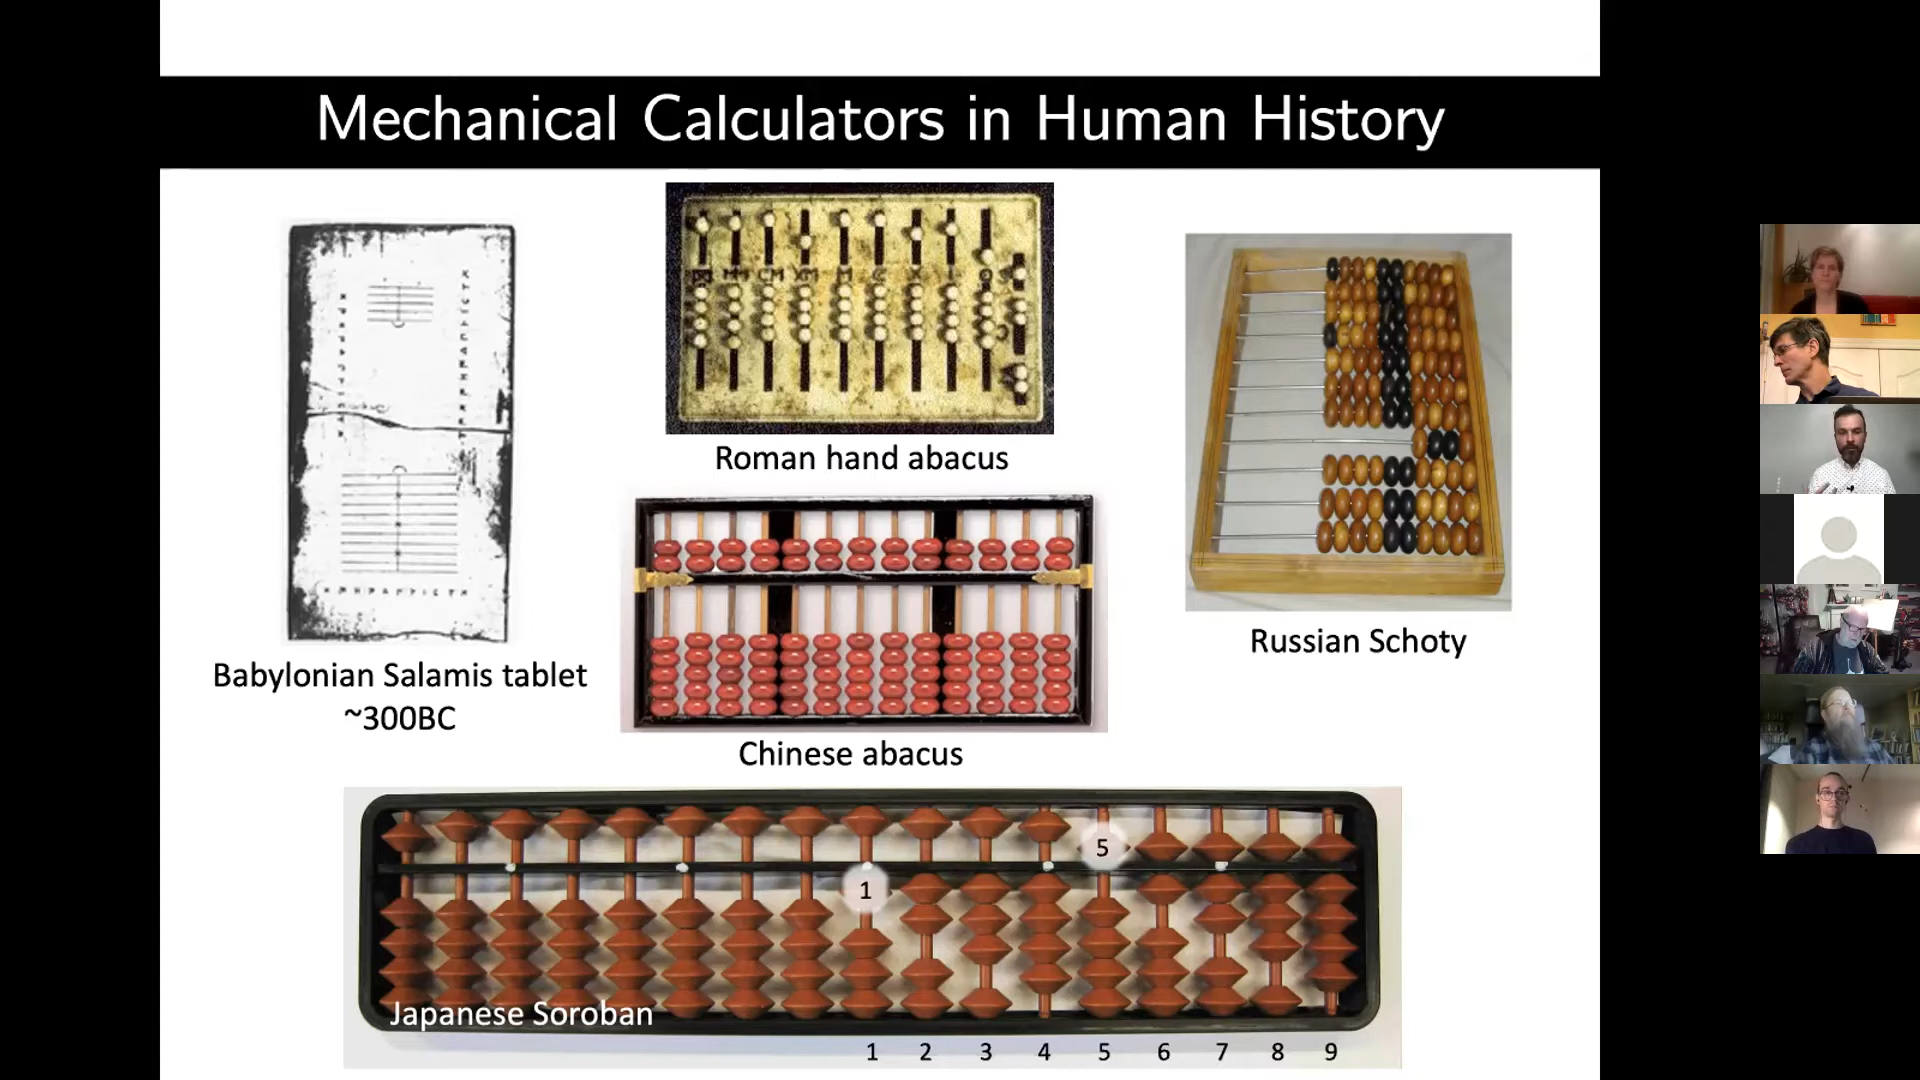 Mechanical Calculators in Human History
Roman hand abacus
Russian Schoty
Babylonian Salamis tablet
~300BC
Chinese abacus
5
1
Japanese Soroban
1 2 3 4 5 6 7 8 9